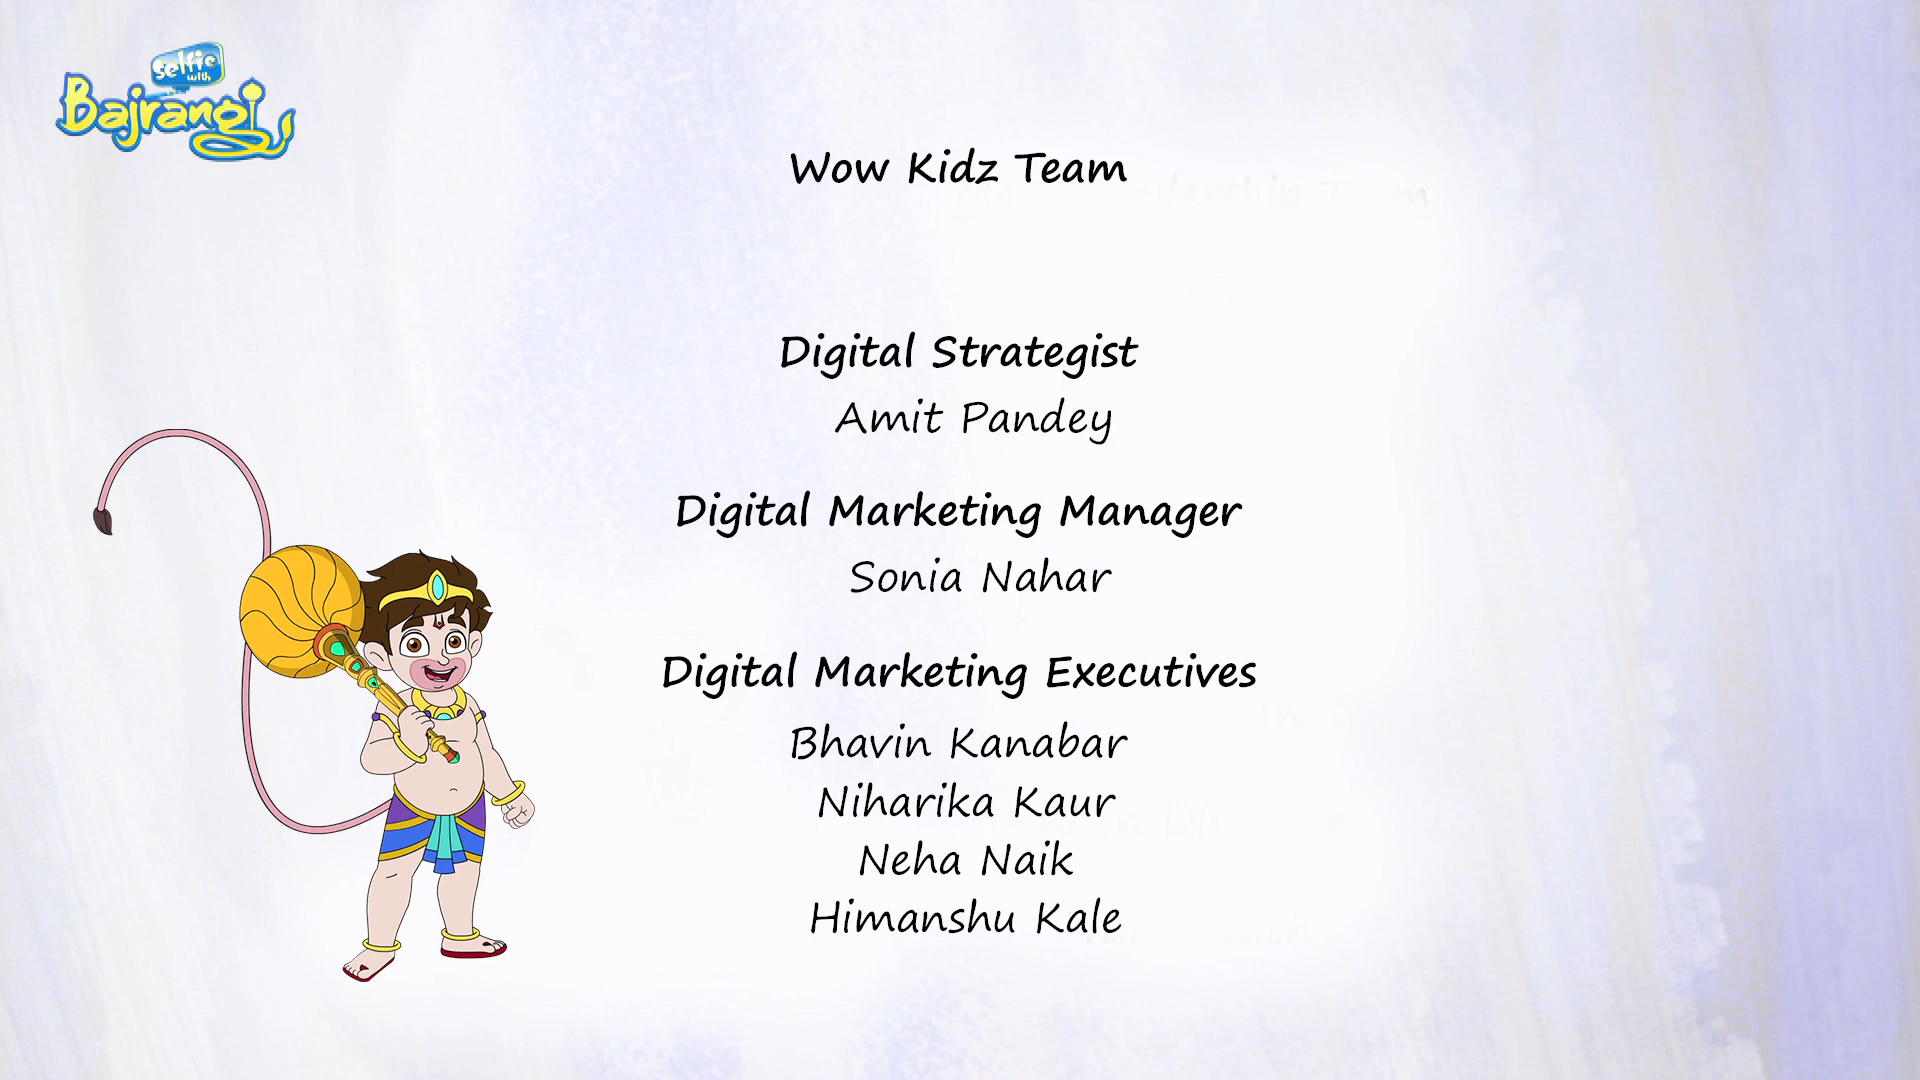 Selfie
with
Bajrangi
Wow Kidz Team
Digital Strategist
Amit Pandey
Digital Marketing Manager
Sonia Nahar
Digital Marketing Executives
Bhavin Kanabar
Niharika Kaur
Neha Naik
Himanshu Kale